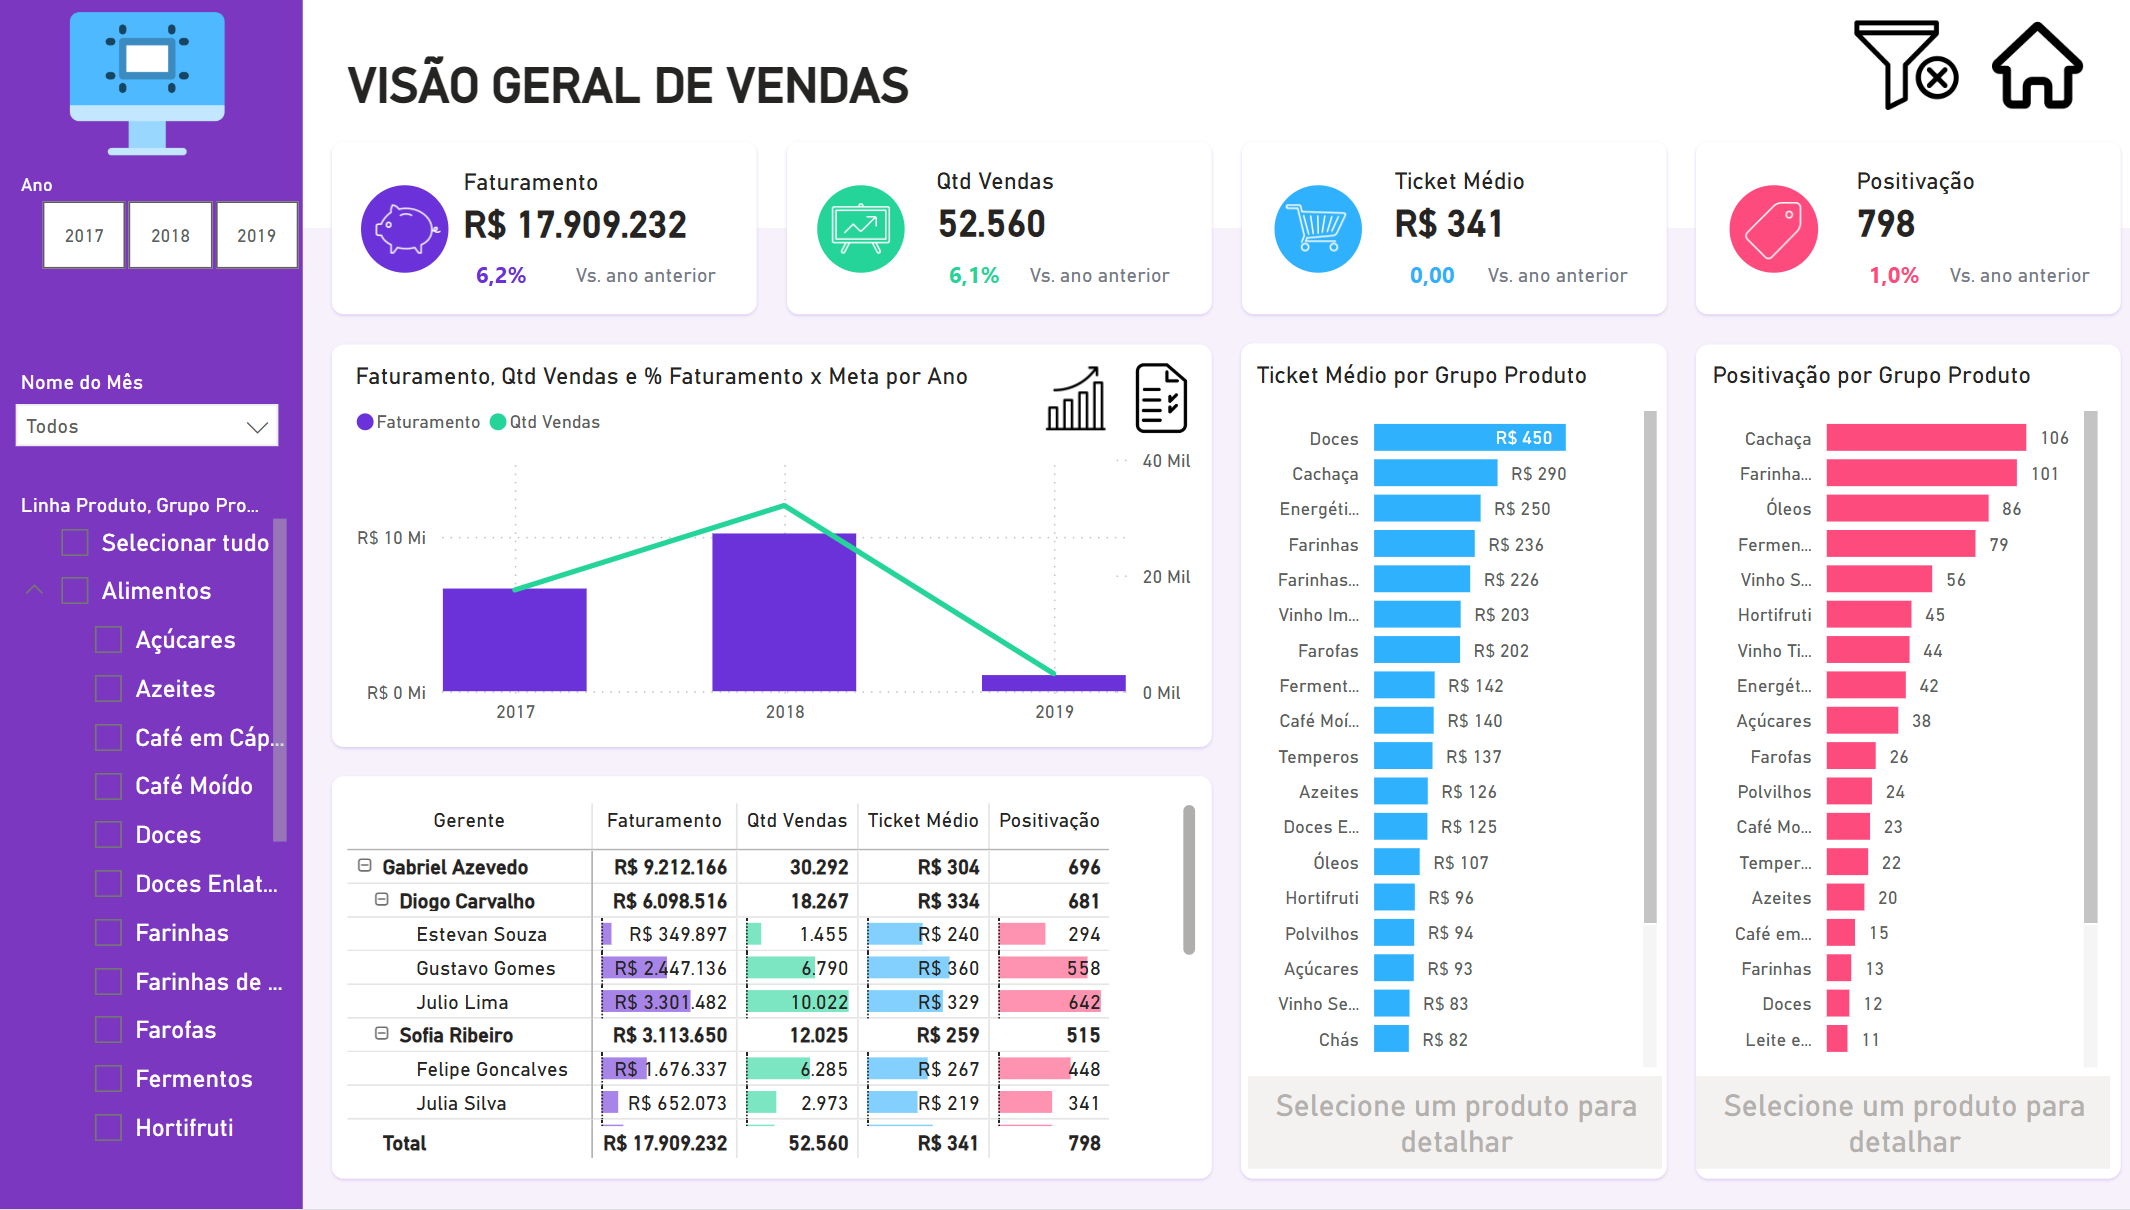 VISÃO GERAL DE VENDAS
Ano
2017 2018 2019
Nome do Mês
Todos
Linha Produto, Grupo Pro...
Selecionar tudo
Alimentos
Açúcares
Azeites
Café em Cáp...
Café Moído
Doces
Doces Enlat...
Farinhas
Farinhas de ...
Farofas
Fermentos
Hortifruti
Faturamento
R$ 17.909.232
6,2% Vs. ano anterior
Qtd Vendas
52.560
6,1% Vs. ano anterior
Ticket Médio
R$ 341
0,00 Vs. ano anterior
Positivação
798
1,0% Vs. ano anterior
Faturamento, Qtd Vendas e % Faturamento x Meta por Ano
Faturamento Qtd Vendas
40 Mil
R$ 10 Mi
20 Mil
R$ 0 Mi 0 Mil
2017 2018 2019
Gerente Faturamento Qtd Vendas Ticket Médio Positivação
Gabriel Azevedo R$ 9.212.166 30.292 R$ 304 696
Diogo Carvalho R$ 6.098.516 18.267 R$ 334 681
Estevan Souza R$ 349.897 1.455 R$ 240 294
Gustavo Gomes R$ 2.447.136 6.790 R$ 360 558
Julio Lima R$ 3.301.482 10.022 R$ 329 642
Sofia Ribeiro R$ 3.113.650 12.025 R$ 259 515
Felipe Goncalves R$ 1.676.337 6.285 R$ 267 448
Julia Silva R$ 652.073 2.973 R$ 219 341
Total R$ 17.909.232 52.560 R$ 341 798
Ticket Médio por Grupo Produto
Doces R$ 450
Cachaça R$ 290
Energéti... R$ 250
Farinhas R$ 236
Farinhas... R$ 226
Vinho Im... R$ 203
Farofas R$ 202
Ferment... R$ 142
Café Moí... R$ 140
Temperos R$ 137
Azeites R$ 126
Doces E... R$ 125
Óleos R$ 107
Hortifruti R$ 96
Polvilhos R$ 94
Açúcares R$ 93
Vinho Se... R$ 83
Chás R$ 82
Selecione um produto para
detalhar
Positivação por Grupo Produto
Cachaça 106
Farinha... 101
Óleos 86
Fermen... 79
Vinho S... 56
Hortifruti 45
Vinho Ti... 44
Energét... 42
Açúcares 38
Farofas 26
Polvilhos 24
Café Mo... 23
Temper... 22
Azeites 20
Café em... 15
Farinhas 13
Doces 12
Leite e... 11
Selecione um produto para
detalhar